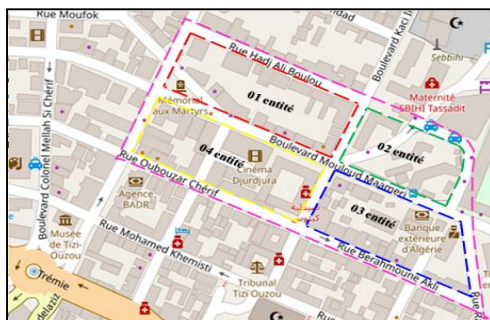 Rue Moufok
Boulevard Kaci
Sebbihi
Rue Hadj Ali Boulou
Maternité
SBIHI Tassadit
01 entité
Mémorial
aux Martyrs
Boulevard Mouloud Maameri
02 entité
04 entité
Cinéma
Djurdjura
Boulevard Colonel Mellah Si Chérif
Rue Oubouzar Chérif
Agence
BADR
03 entité
Banque
extérieure
d'Algérie
Musée
de Tizi-
Ouzou
Rue Mohamed Khemisti
Rue Berahmoune Akli
Tribunal
Tizi Ouzou
Trémie